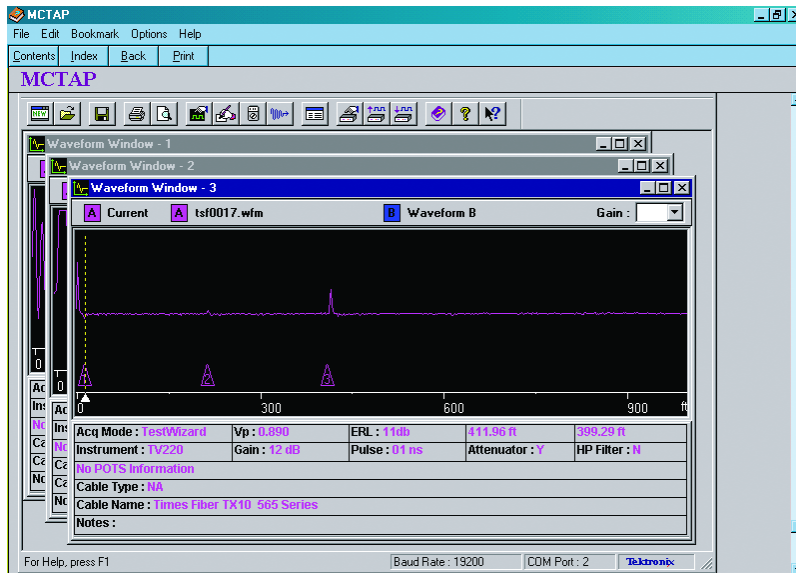 MCTAP
File Edit Bookmark Options Help
Contents Index Back Print
MCTAP
NEW
Waveform Window - 1
Waveform Window - 2
Waveform Window - 3
A Current A tsf0017.wfm B Waveform B Gain :
1 2 3
0 300 600 900 ft
0
0
Acq Mode : TestWizard Vp : 0.890 ERL : 11db 411.96 ft 399.29 ft
Instrument : TV220 Gain : 12 dB Pulse : 01 ns Attenuator : Y HP Filter : N
No POTS Information
Cable Type : NA
Cable Name : Times Fiber TX10 565 Series
Notes :
For Help, press F1 Baud Rate : 19200 COM Port : 2 Tektronix